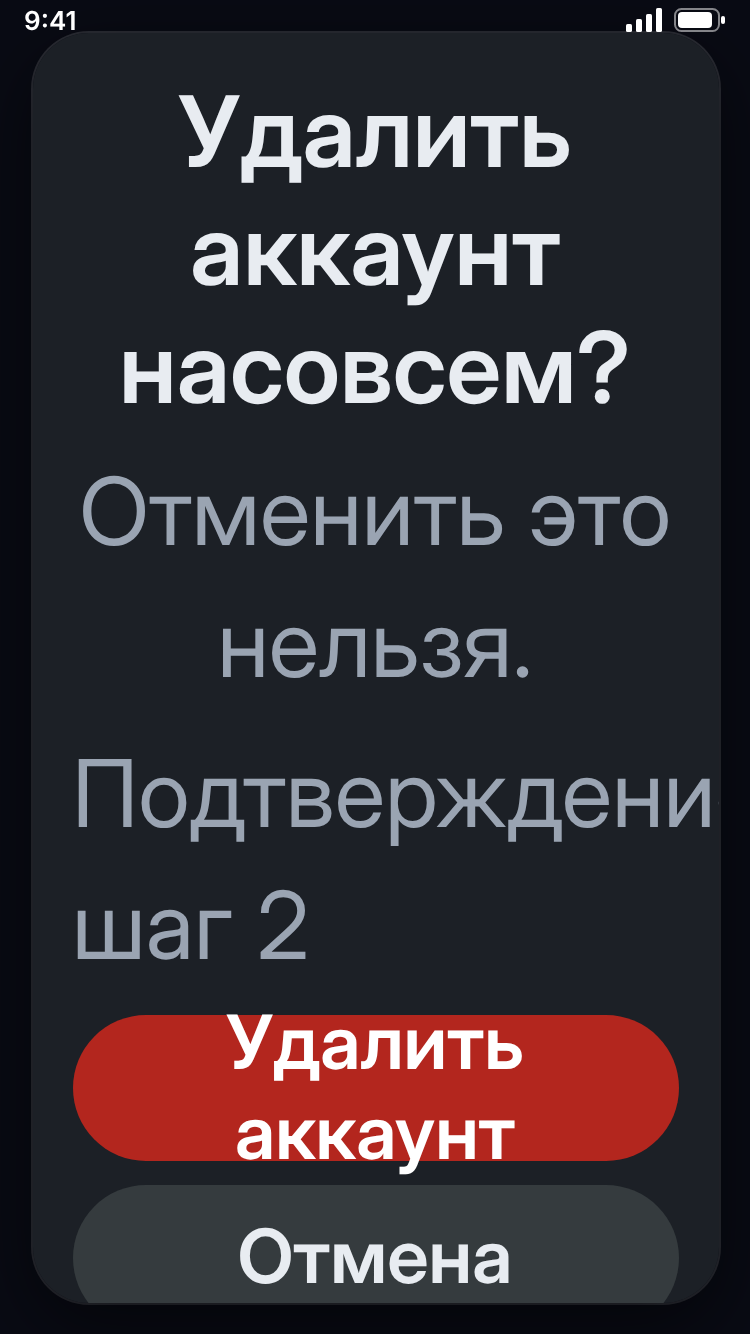 9:41
Удалить
аккаунт
насовсем?
Отменить это
нельзя.
Подтверждени
шаг 2
Удалить
аккаунт
Отмена